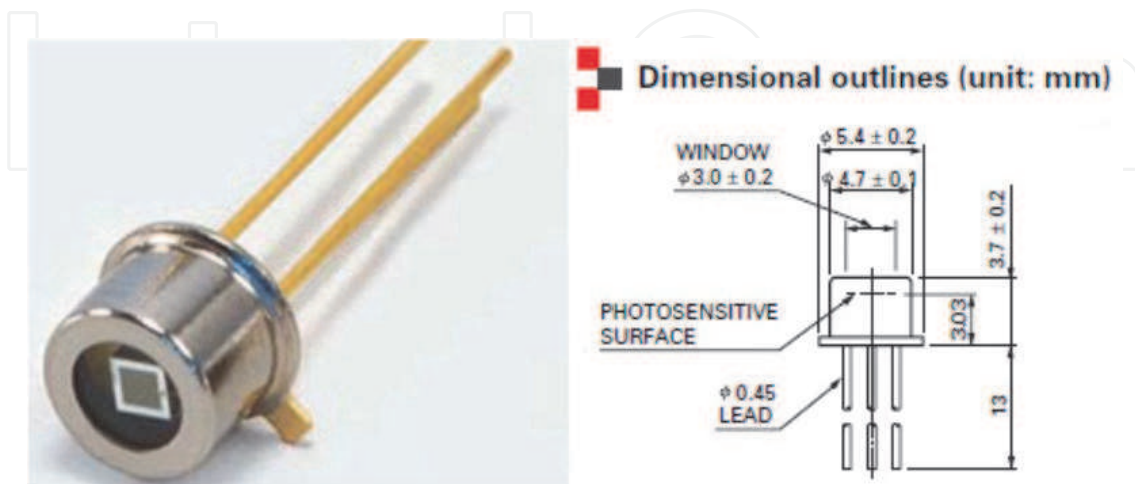 Dimensional outlines (unit: mm)
ϕ 5.4 ± 0.2
WINDOW
ϕ 3.0 ± 0.2
ϕ 4.7 ± 0.1
3.7 ± 0.2
PHOTOSENSITIVE
SURFACE
3.03
ϕ 0.45
LEAD
13